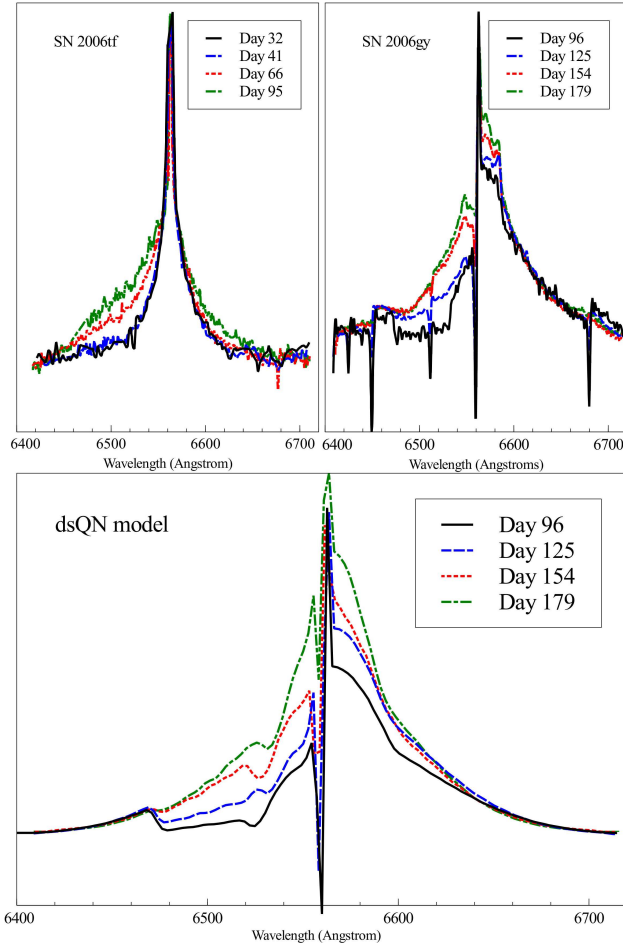 SN 2006tf
Day 32
Day 41
Day 66
Day 95
6400 6500 6600 6700
Wavelength (Angstrom)
SN 2006gy
Day 96
Day 125
Day 154
Day 179
6400 6500 6600 6700
Wavelength (Angstroms)
dsQN model
Day 96
Day 125
Day 154
Day 179
6400 6500 6600 6700
Wavelength (Angstrom)